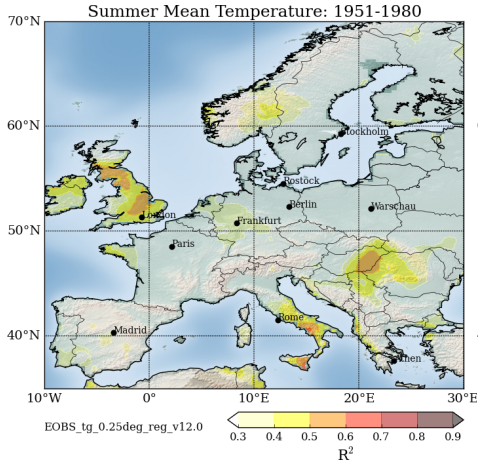 Summer Mean Temperature: 1951-1980
70°N
60°N
Stockholm
Rostock
Berlin
Warschau
London
Frankfurt
50°N
Paris
Rome
40°N
Madrid
Athen
10°W
0°
10°E
20°E
30°E
EOBS_tg_0.25deg_reg_v12.0
0.3 0.4 0.5 0.6 0.7 0.8 0.9
R²